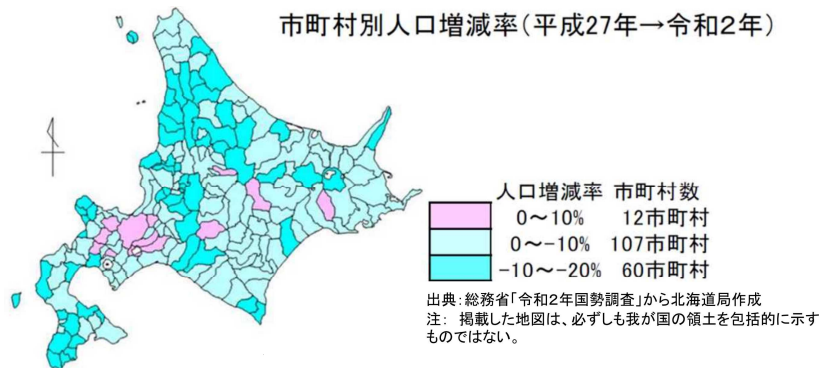 市町村別人口増減率(平成27年→令和2年)
人口増減率 市町村数
0～10% 12市町村
0～-10% 107市町村
-10～-20% 60市町村
出典:総務省「令和2年国勢調査」から北海道局作成
注: 掲載した地図は、必ずしも我が国の領土を包括的に示す
ものではない。